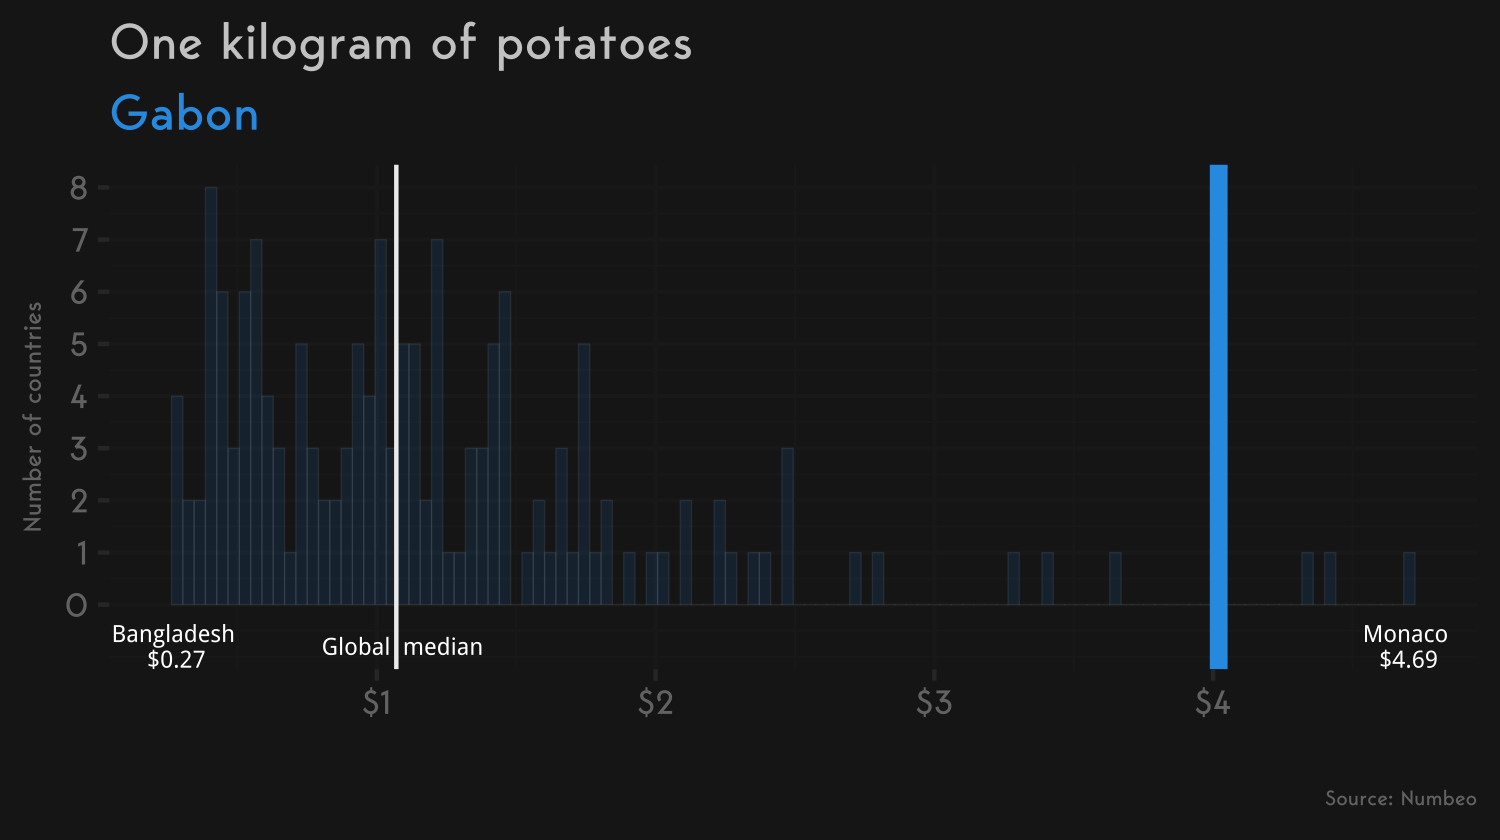 One kilogram of potatoes
Gabon
Number of countries
8
7
6
5
4
3
2
1
0
Bangladesh
$0.27
Global median
Monaco
$4.69
$1
$2
$3
$4
Source: Numbeo